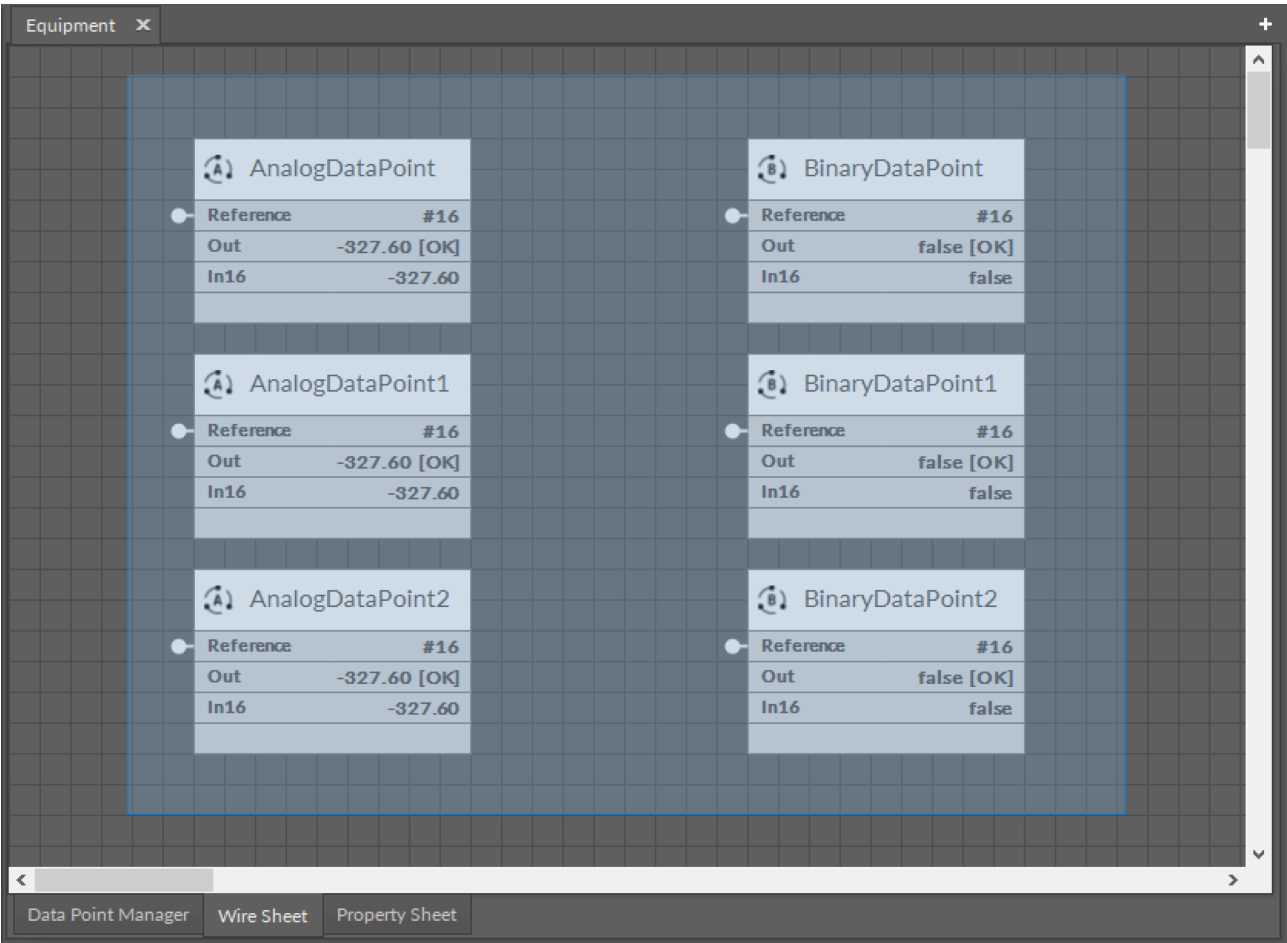 Equipment
AnalogDataPoint
Reference #16
Out -327.60 [OK]
In16 -327.60
BinaryDataPoint
Reference #16
Out false [OK]
In16 false
AnalogDataPoint1
Reference #16
Out -327.60 [OK]
In16 -327.60
BinaryDataPoint1
Reference #16
Out false [OK]
In16 false
AnalogDataPoint2
Reference #16
Out -327.60 [OK]
In16 -327.60
BinaryDataPoint2
Reference #16
Out false [OK]
In16 false
Data Point Manager Wire Sheet Property Sheet